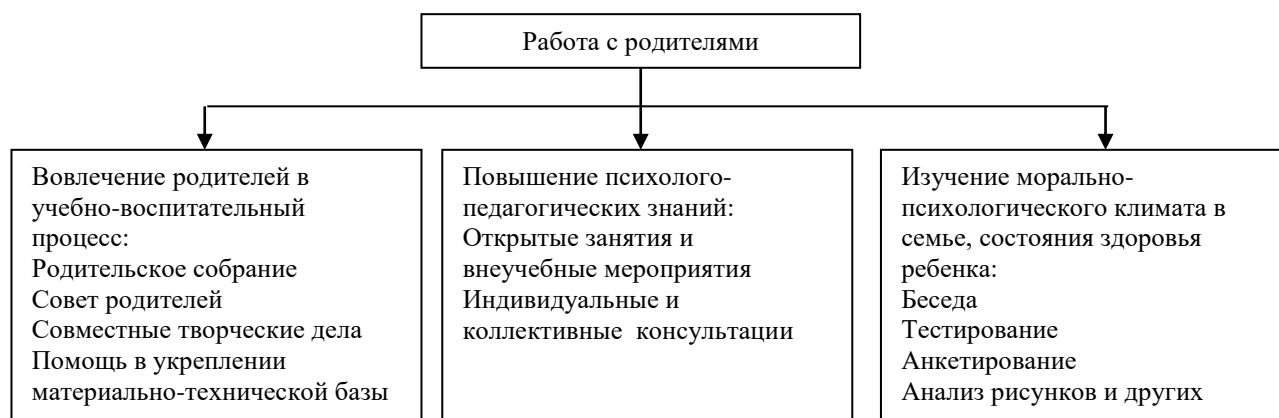 Работа с родителями
Вовлечение родителей в
учебно-воспитательный
процесс:
Родительское собрание
Совет родителей
Совместные творческие дела
Помощь в укреплении
материально-технической базы
Повышение психолого-
педагогических знаний:
Открытые занятия и
внеучебные мероприятия
Индивидуальные и
коллективные  консультации
Изучение морально-
психологического климата в
семье, состояния здоровья
ребенка:
Беседа
Тестирование
Анкетирование
Анализ рисунков и других